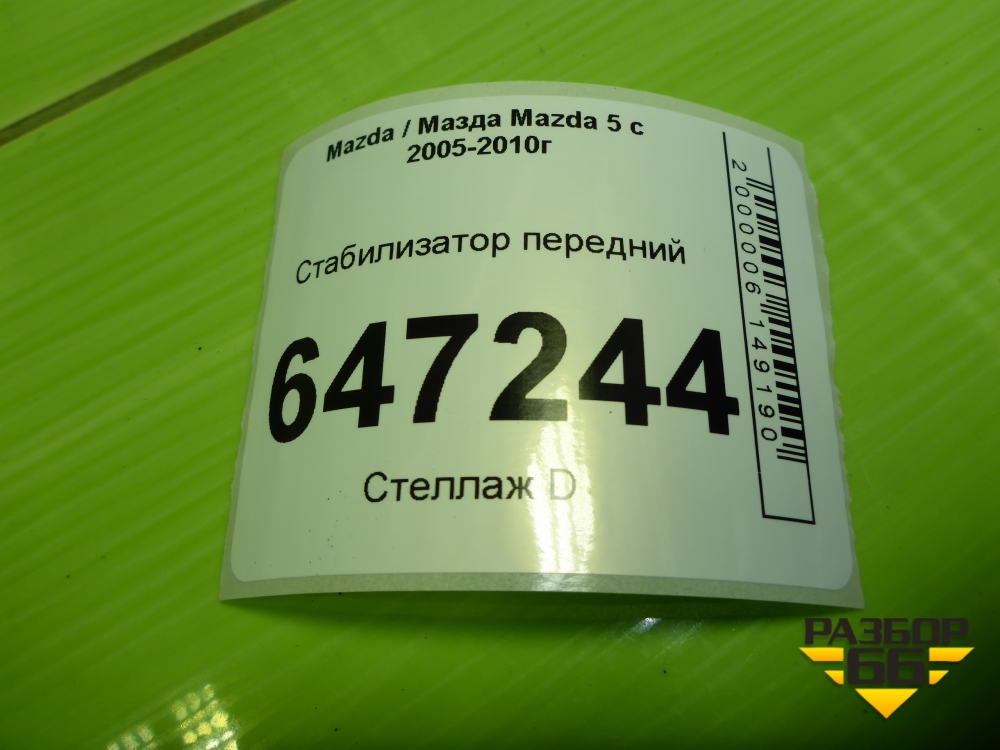 Mazda / Мазда Mazda 5 с
2005-2010г
Стабилизатор передний
647244
Стеллаж D
2000006149190
РАЗБОР
66